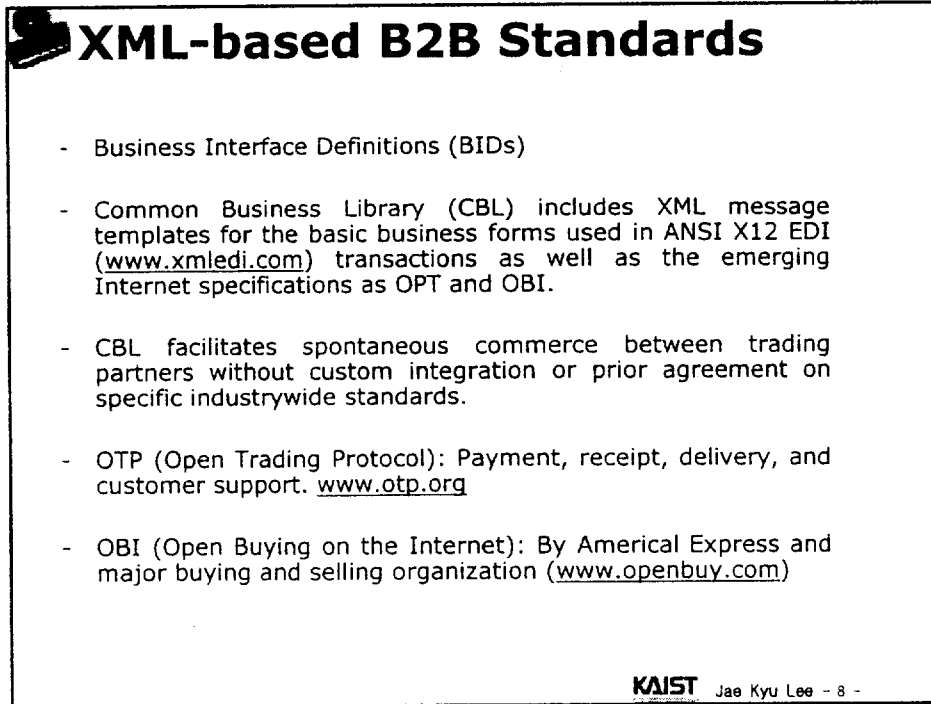 XML-based B2B Standards
- Business Interface Definitions (BIDs)
- Common Business Library (CBL) includes XML message
templates for the basic business forms used in ANSI X12 EDI
(www.xmledi.com) transactions as well as the emerging
Internet specifications as OPT and OBI.
- CBL facilitates spontaneous commerce between trading
partners without custom integration or prior agreement on
specific industrywide standards.
- OTP (Open Trading Protocol): Payment, receipt, delivery, and
customer support. www.otp.org
- OBI (Open Buying on the Internet): By Americal Express and
major buying and selling organization (www.openbuy.com)
KAIST Jae Kyu Lee - 8 -